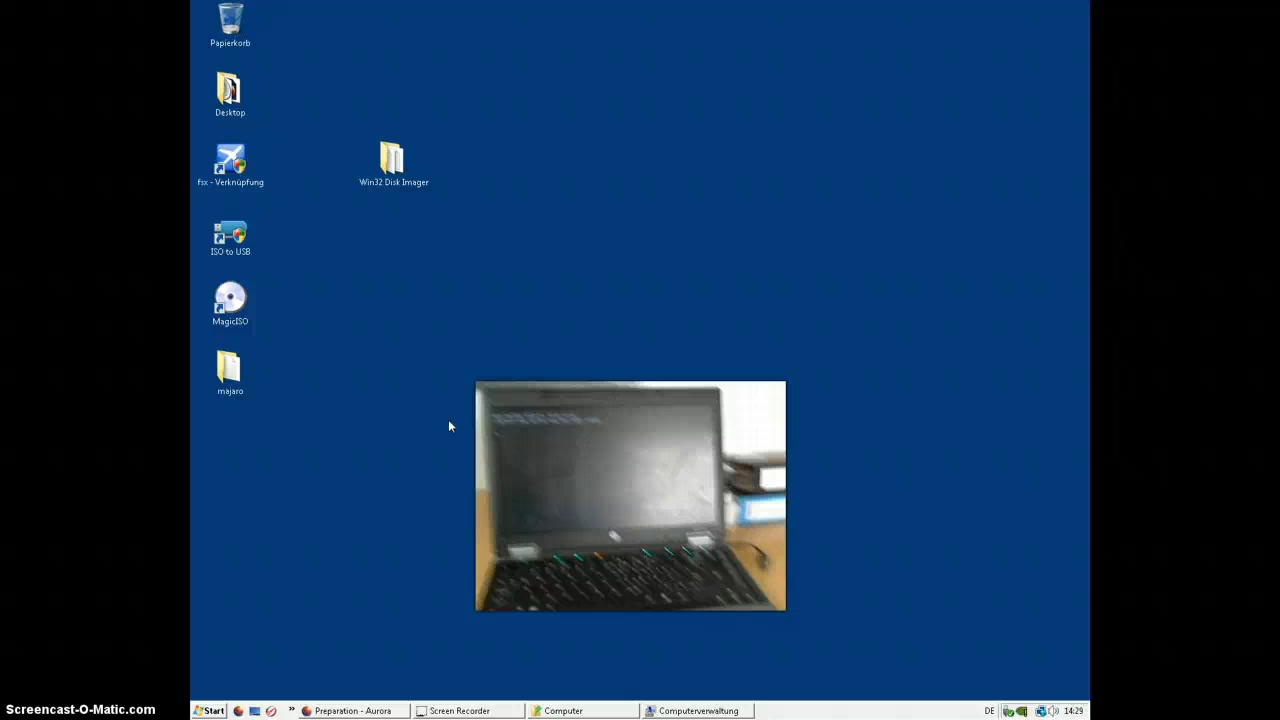 Papierkorb
Desktop
fsx - Verknüpfung
Win32 Disk Imager
ISO to USB
MagicISO
majaro
Screencast-O-Matic.com
Start
»
Preparation - Aurora
Screen Recorder
Computer
Computerverwaltung
DE
14:29